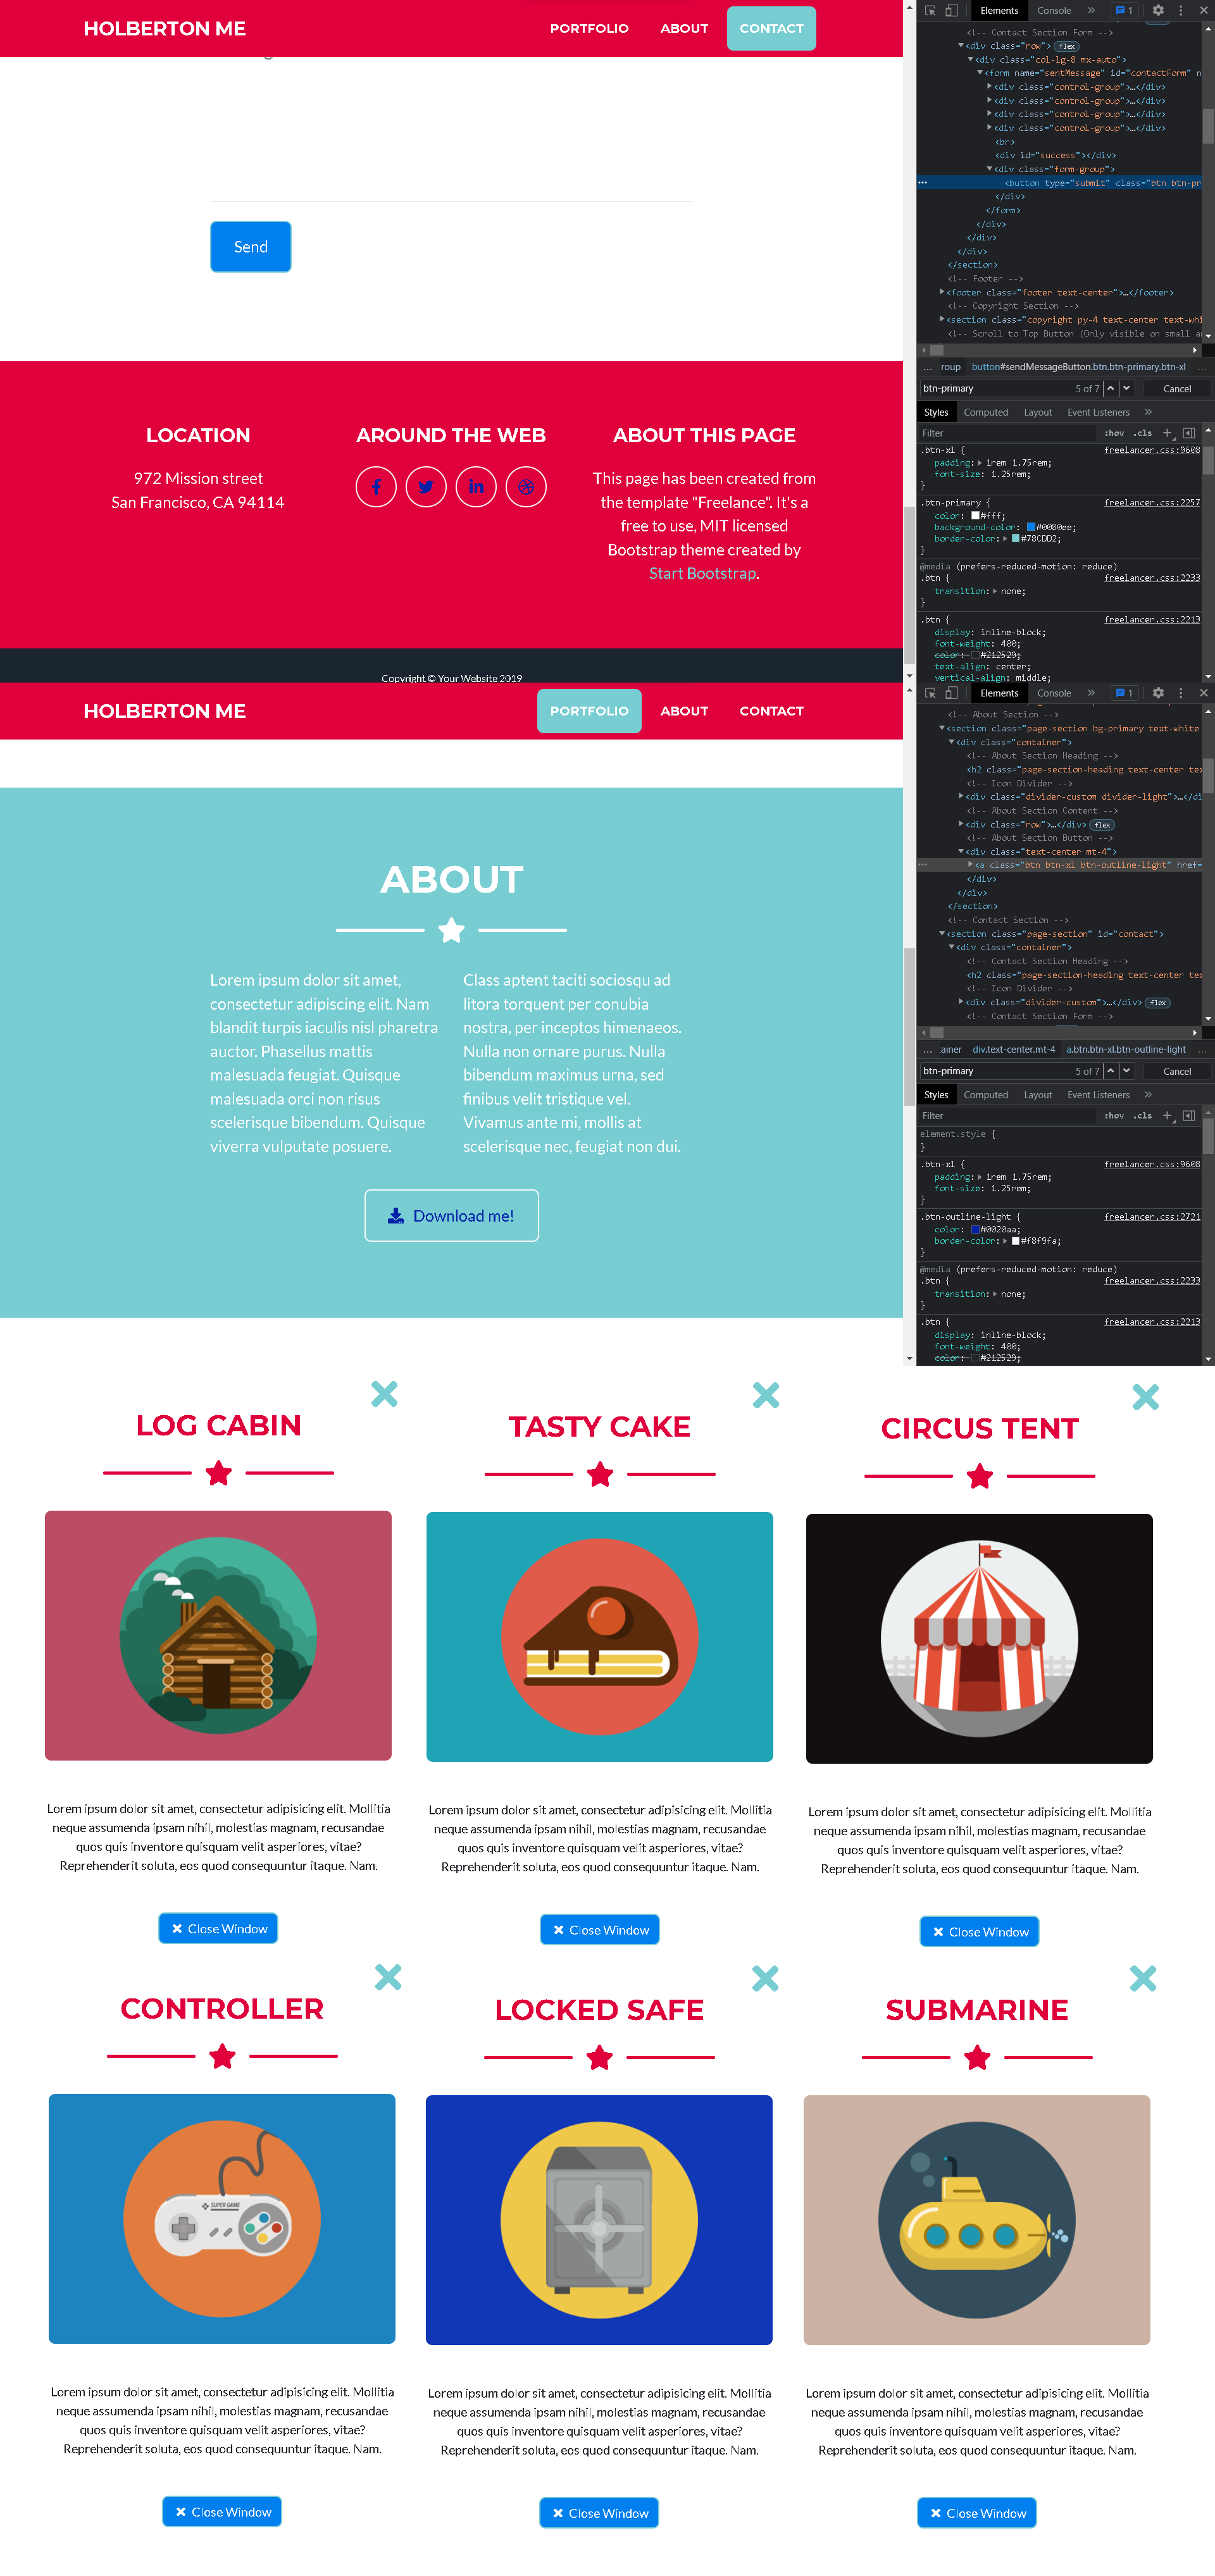 HOLBERTON ME
PORTFOLIO ABOUT CONTACT
Send
LOCATION
972 Mission street
San Francisco, CA 94114
AROUND THE WEB
ABOUT THIS PAGE
This page has been created from
the template "Freelance". It's a
free to use, MIT licensed
Bootstrap theme created by
Start Bootstrap.
Copyright © Your Website 2019
Elements Console » 1
<!-- Contact Section Form -->
<div class="row"> flex
<div class="col-lg-8 mx-auto">
<form name="sentMessage" id="contactForm" n
<div class="control-group">…</div>
<div class="control-group">…</div>
<div class="control-group">…</div>
<div class="control-group">…</div>
<br>
<div id="success"></div>
<div class="form-group">
<button type="submit" class="btn btn-pr
</div>
</form>
</div>
</div>
</div>
</section>
<!-- Footer -->
<footer class="footer text-center">…</footer>
<!-- Copyright Section -->
<section class="copyright py-4 text-center text-whi
<!-- Scroll to Top Button (Only visible on small a
… roup button#sendMessageButton.btn.btn-primary.btn-xl …
btn-primary 5 of 7 Cancel
Styles Computed Layout Event Listeners »
Filter :hov .cls +
.btn-xl { freelancer.css:9608
padding: 1rem 1.75rem;
font-size: 1.25rem;
}
.btn-primary { freelancer.css:2257
color: #fff;
background-color: #0080ee;
border-color: #78CDD2;
}
@media (prefers-reduced-motion: reduce)
.btn { freelancer.css:2233
transition: none;
}
.btn { freelancer.css:2213
display: inline-block;
font-weight: 400;
color: #212529;
text-align: center;
vertical-align: middle;
HOLBERTON ME
PORTFOLIO ABOUT CONTACT
ABOUT
Lorem ipsum dolor sit amet,
consectetur adipiscing elit. Nam
blandit turpis iaculis nisl pharetra
auctor. Phasellus mattis
malesuada feugiat. Quisque
malesuada orci non risus
scelerisque bibendum. Quisque
viverra vulputate posuere.
Class aptent taciti sociosqu ad
litora torquent per conubia
nostra, per inceptos himenaeos.
Nulla non ornare purus. Nulla
bibendum maximus urna, sed
finibus velit tristique vel.
Vivamus ante mi, mollis at
scelerisque nec, feugiat non dui.
Download me!
Elements Console » 1
<!-- About Section -->
<section class="page-section bg-primary text-white
<div class="container">
<!-- About Section Heading -->
<h2 class="page-section-heading text-center tex
<!-- Icon Divider -->
<div class="divider-custom divider-light">…</di
<!-- About Section Content -->
<div class="row">…</div> flex
<!-- About Section Button -->
<div class="text-center mt-4">
<a class="btn btn-xl btn-outline-light" href=
</div>
</div>
</section>
<!-- Contact Section -->
<section class="page-section" id="contact">
<div class="container">
<!-- Contact Section Heading -->
<h2 class="page-section-heading text-center tex
<!-- Icon Divider -->
<div class="divider-custom">…</div> flex
<!-- Contact Section Form -->
… ainer div.text-center.mt-4 a.btn.btn-xl.btn-outline-light …
btn-primary 5 of 7 Cancel
Styles Computed Layout Event Listeners »
Filter :hov .cls +
element.style {
}
.btn-xl { freelancer.css:9608
padding: 1rem 1.75rem;
font-size: 1.25rem;
}
.btn-outline-light { freelancer.css:2721
color: #0020aa;
border-color: #f8f9fa;
}
@media (prefers-reduced-motion: reduce)
.btn { freelancer.css:2233
transition: none;
}
.btn { freelancer.css:2213
display: inline-block;
font-weight: 400;
color: #212529;
LOG CABIN
Lorem ipsum dolor sit amet, consectetur adipisicing elit. Mollitia
neque assumenda ipsam nihil, molestias magnam, recusandae
quos quis inventore quisquam velit asperiores, vitae?
Reprehenderit soluta, eos quod consequuntur itaque. Nam.
Close Window
TASTY CAKE
Lorem ipsum dolor sit amet, consectetur adipisicing elit. Mollitia
neque assumenda ipsam nihil, molestias magnam, recusandae
quos quis inventore quisquam velit asperiores, vitae?
Reprehenderit soluta, eos quod consequuntur itaque. Nam.
Close Window
CIRCUS TENT
Lorem ipsum dolor sit amet, consectetur adipisicing elit. Mollitia
neque assumenda ipsam nihil, molestias magnam, recusandae
quos quis inventore quisquam velit asperiores, vitae?
Reprehenderit soluta, eos quod consequuntur itaque. Nam.
Close Window
CONTROLLER
SUPER GAME
Lorem ipsum dolor sit amet, consectetur adipisicing elit. Mollitia
neque assumenda ipsam nihil, molestias magnam, recusandae
quos quis inventore quisquam velit asperiores, vitae?
Reprehenderit soluta, eos quod consequuntur itaque. Nam.
Close Window
LOCKED SAFE
Lorem ipsum dolor sit amet, consectetur adipisicing elit. Mollitia
neque assumenda ipsam nihil, molestias magnam, recusandae
quos quis inventore quisquam velit asperiores, vitae?
Reprehenderit soluta, eos quod consequuntur itaque. Nam.
Close Window
SUBMARINE
Lorem ipsum dolor sit amet, consectetur adipisicing elit. Mollitia
neque assumenda ipsam nihil, molestias magnam, recusandae
quos quis inventore quisquam velit asperiores, vitae?
Reprehenderit soluta, eos quod consequuntur itaque. Nam.
Close Window